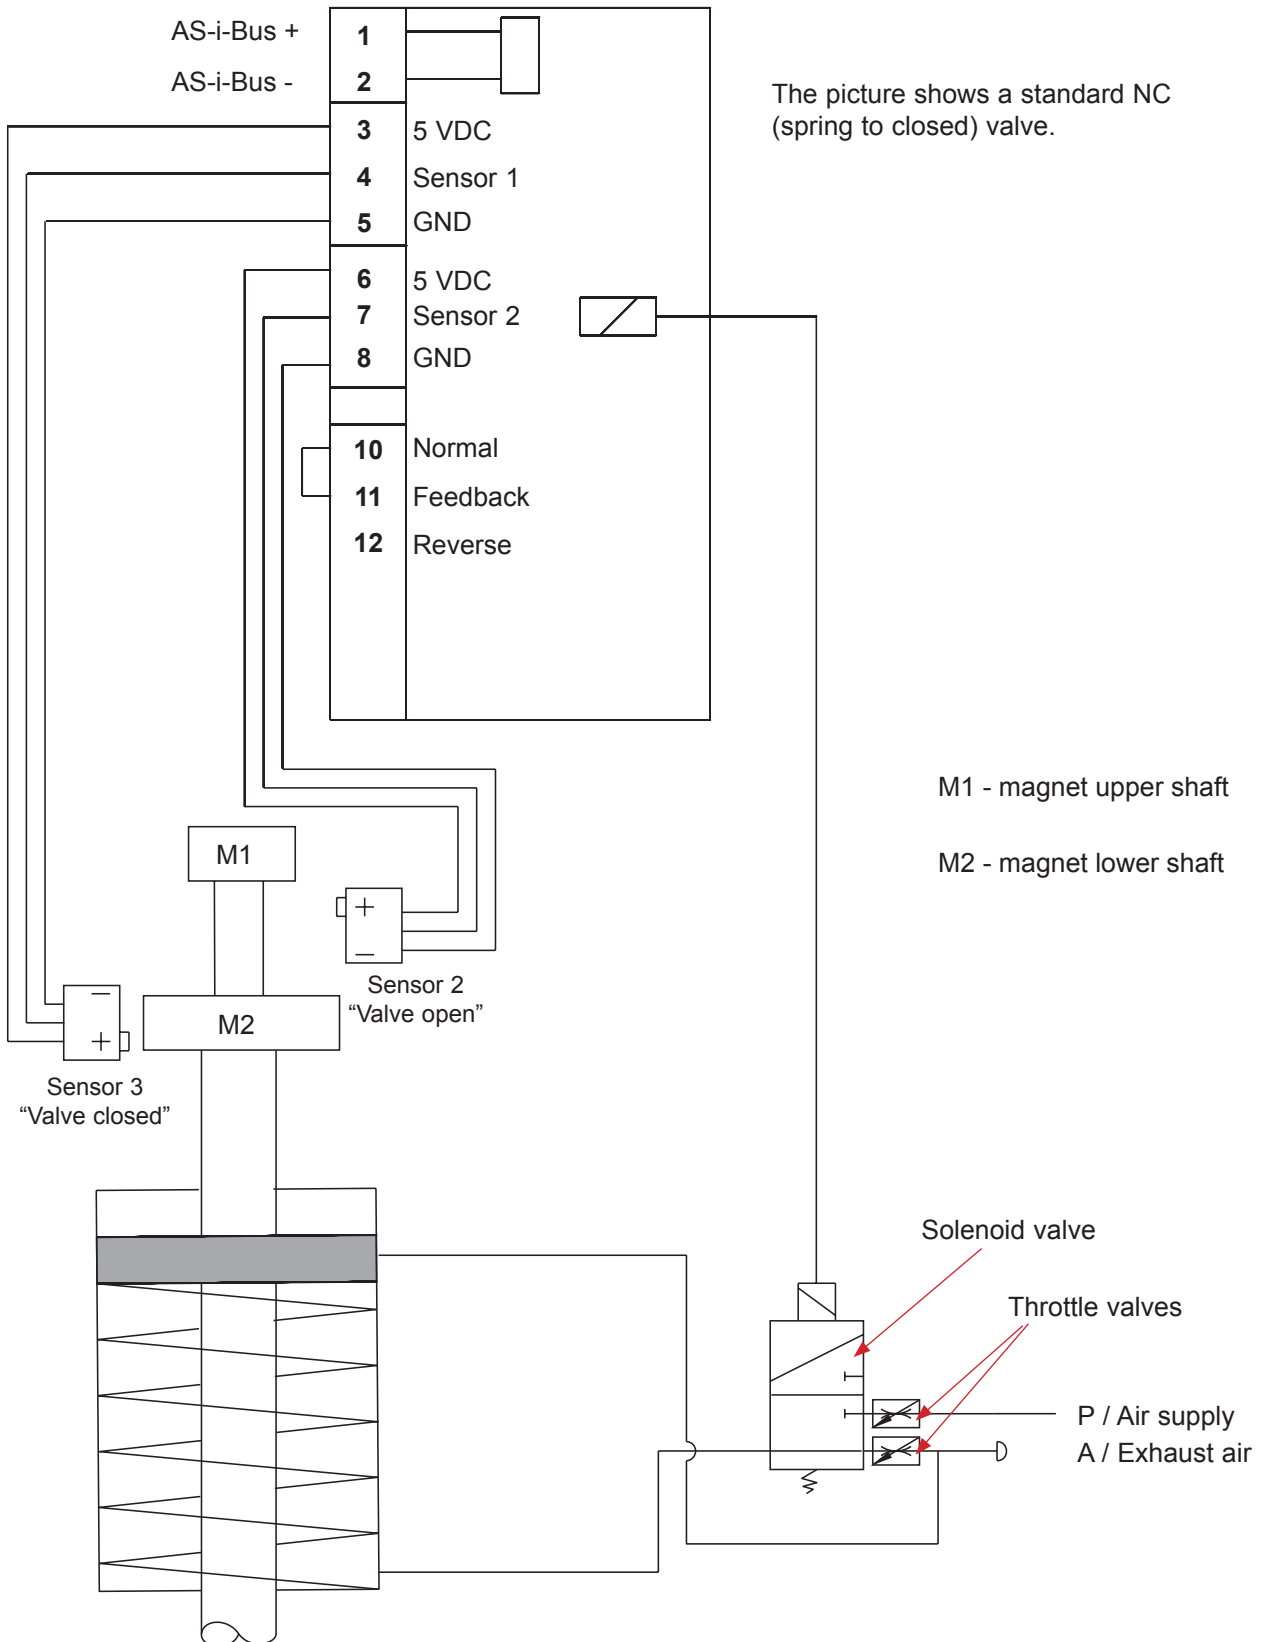 AS-i-Bus +
1
AS-i-Bus -
2
The picture shows a standard NC
(spring to closed) valve.
3 5 VDC
4 Sensor 1
5 GND
6 5 VDC
7 Sensor 2
8 GND
10 Normal
11 Feedback
12 Reverse
M1 - magnet upper shaft
M2 - magnet lower shaft
M1
+
−
Sensor 2
“Valve open”
M2
−
+
Sensor 3
“Valve closed”
Solenoid valve
Throttle valves
P / Air supply
A / Exhaust air